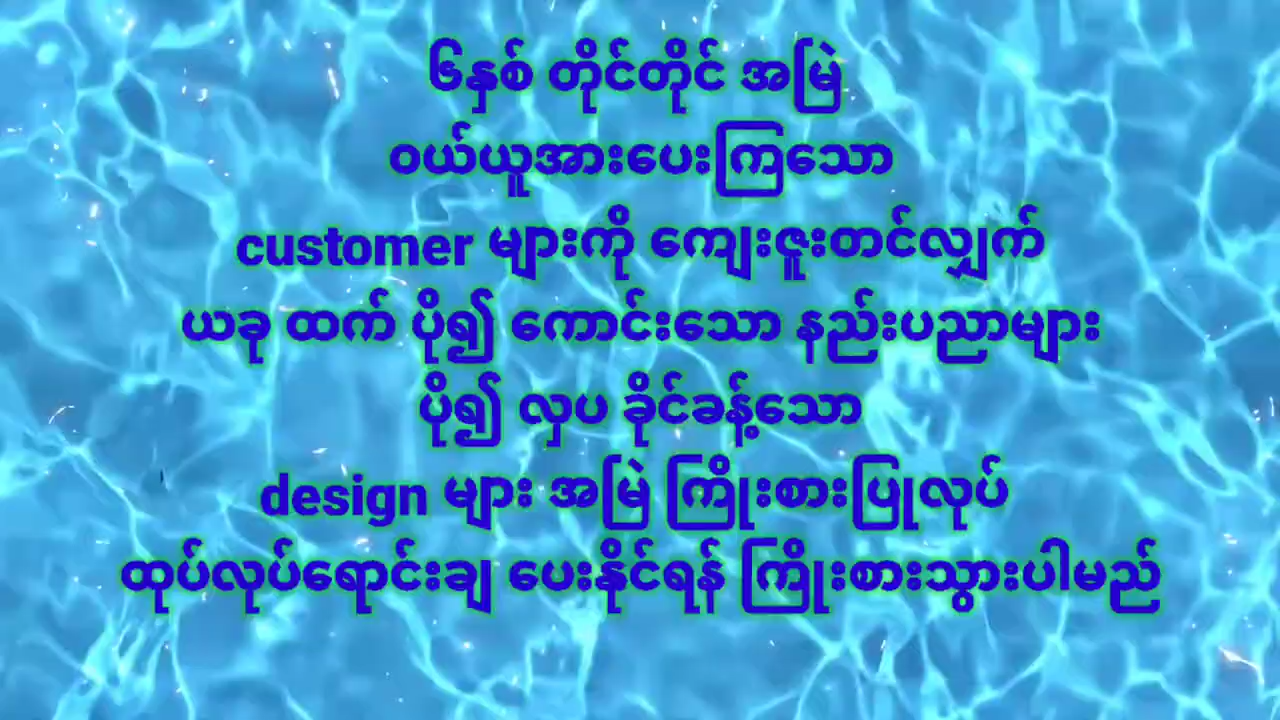 ၆နှစ် တိုင်တိုင် အမြဲ
ဝယ်ယူအားပေးကြသော
customer များကို ကျေးဇူးတင်လျှက်
ယခု ထက် ပို၍ ကောင်းသော နည်းပညာများ
ပို၍ လှပ ခိုင်ခန့်သော
design များ အမြဲ ကြိုးစားပြုလုပ်
ထုပ်လုပ်ရောင်းချ ပေးနိုင်ရန် ကြိုးစားသွားပါမည်